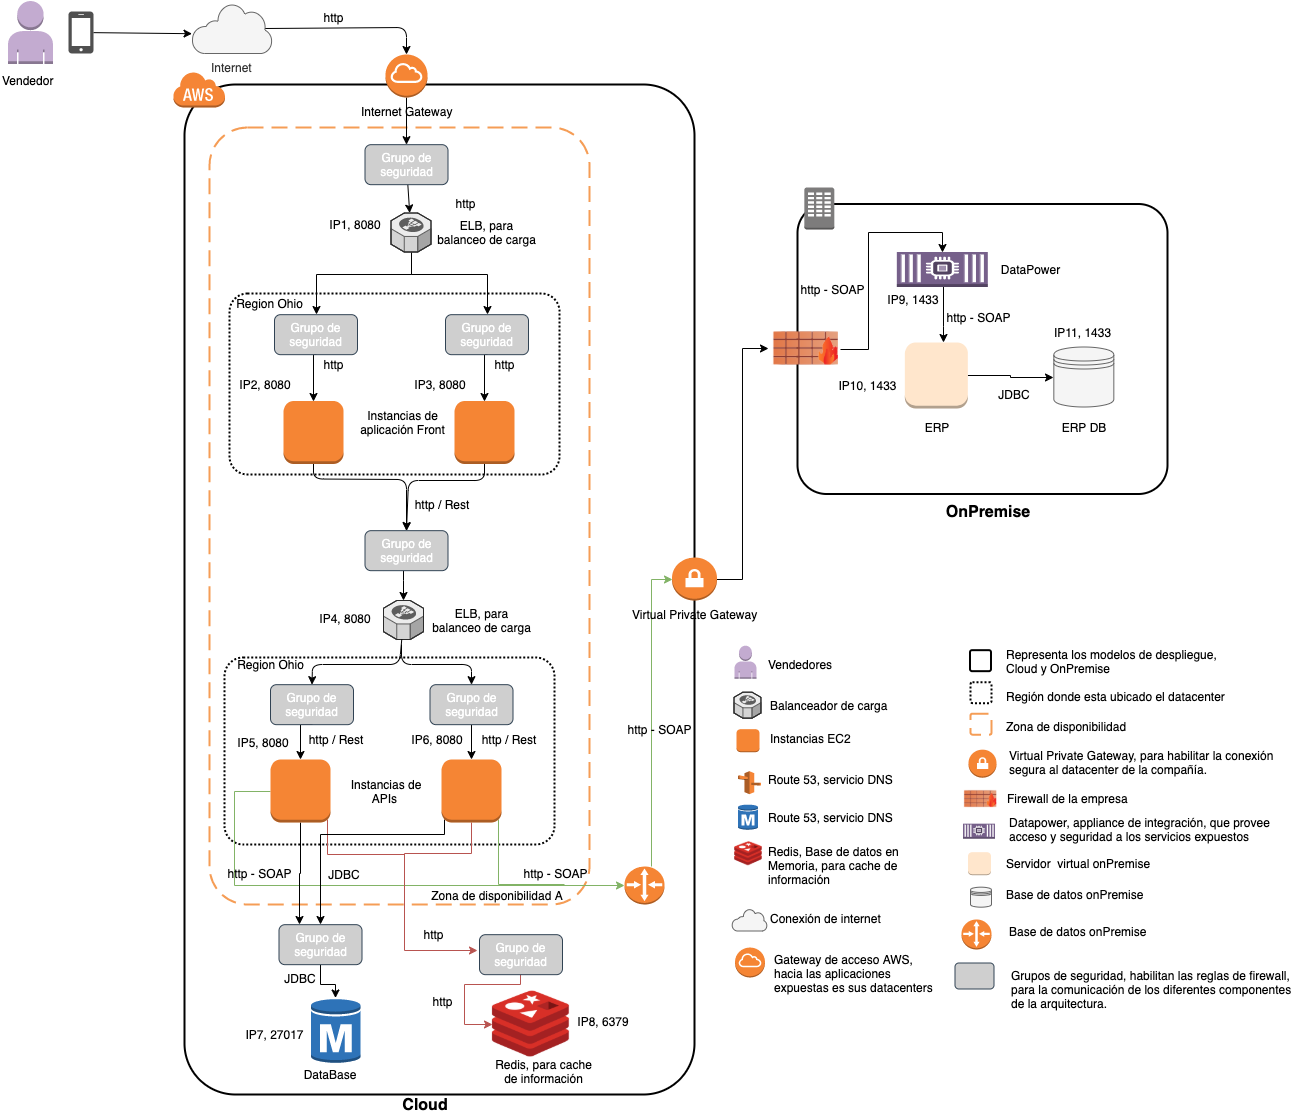 http
Internet
Vendedor
AWS
Internet Gateway
Grupo de
seguridad
http
IP1, 8080
ELB, para
balanceo de carga
Region Ohio
Grupo de
seguridad
Grupo de
seguridad
http
http
IP2, 8080
IP3, 8080
Instancias de
aplicación Front
http / Rest
Grupo de
seguridad
IP4, 8080
ELB, para
balanceo de carga
Region Ohio
Grupo de
seguridad
Grupo de
seguridad
IP5, 8080
http / Rest
IP6, 8080
http / Rest
Instancias de
APIs
http - SOAP
JDBC
http - SOAP
Zona de disponibilidad A
Grupo de
seguridad
http
Grupo de
seguridad
JDBC
http
IP7, 27017
M
IP8, 6379
DataBase
Redis, para cache
de información
Cloud
http - SOAP
Virtual Private Gateway
DataPower
http - SOAP
IP9, 1433
http - SOAP
IP11, 1433
IP10, 1433
JDBC
ERP
ERP DB
OnPremise
Vendedores
Balanceador de carga
Instancias EC2
Route 53, servicio DNS
M
Route 53, servicio DNS
Redis, Base de datos en
Memoria, para cache de
información
Conexión de internet
Gateway de acceso AWS,
hacia las aplicaciones
expuestas es sus datacenters
Representa los modelos de despliegue,
Cloud y OnPremise
Región donde esta ubicado el datacenter
Zona de disponibilidad
Virtual Private Gateway, para habilitar la conexión
segura al datacenter de la compañía.
Firewall de la empresa
Datapower, appliance de integración, que provee
acceso y seguridad a los servicios expuestos
Servidor virtual onPremise
Base de datos onPremise
Base de datos onPremise
Grupos de seguridad, habilitan las reglas de firewall,
para la comunicación de los diferentes componentes
de la arquitectura.